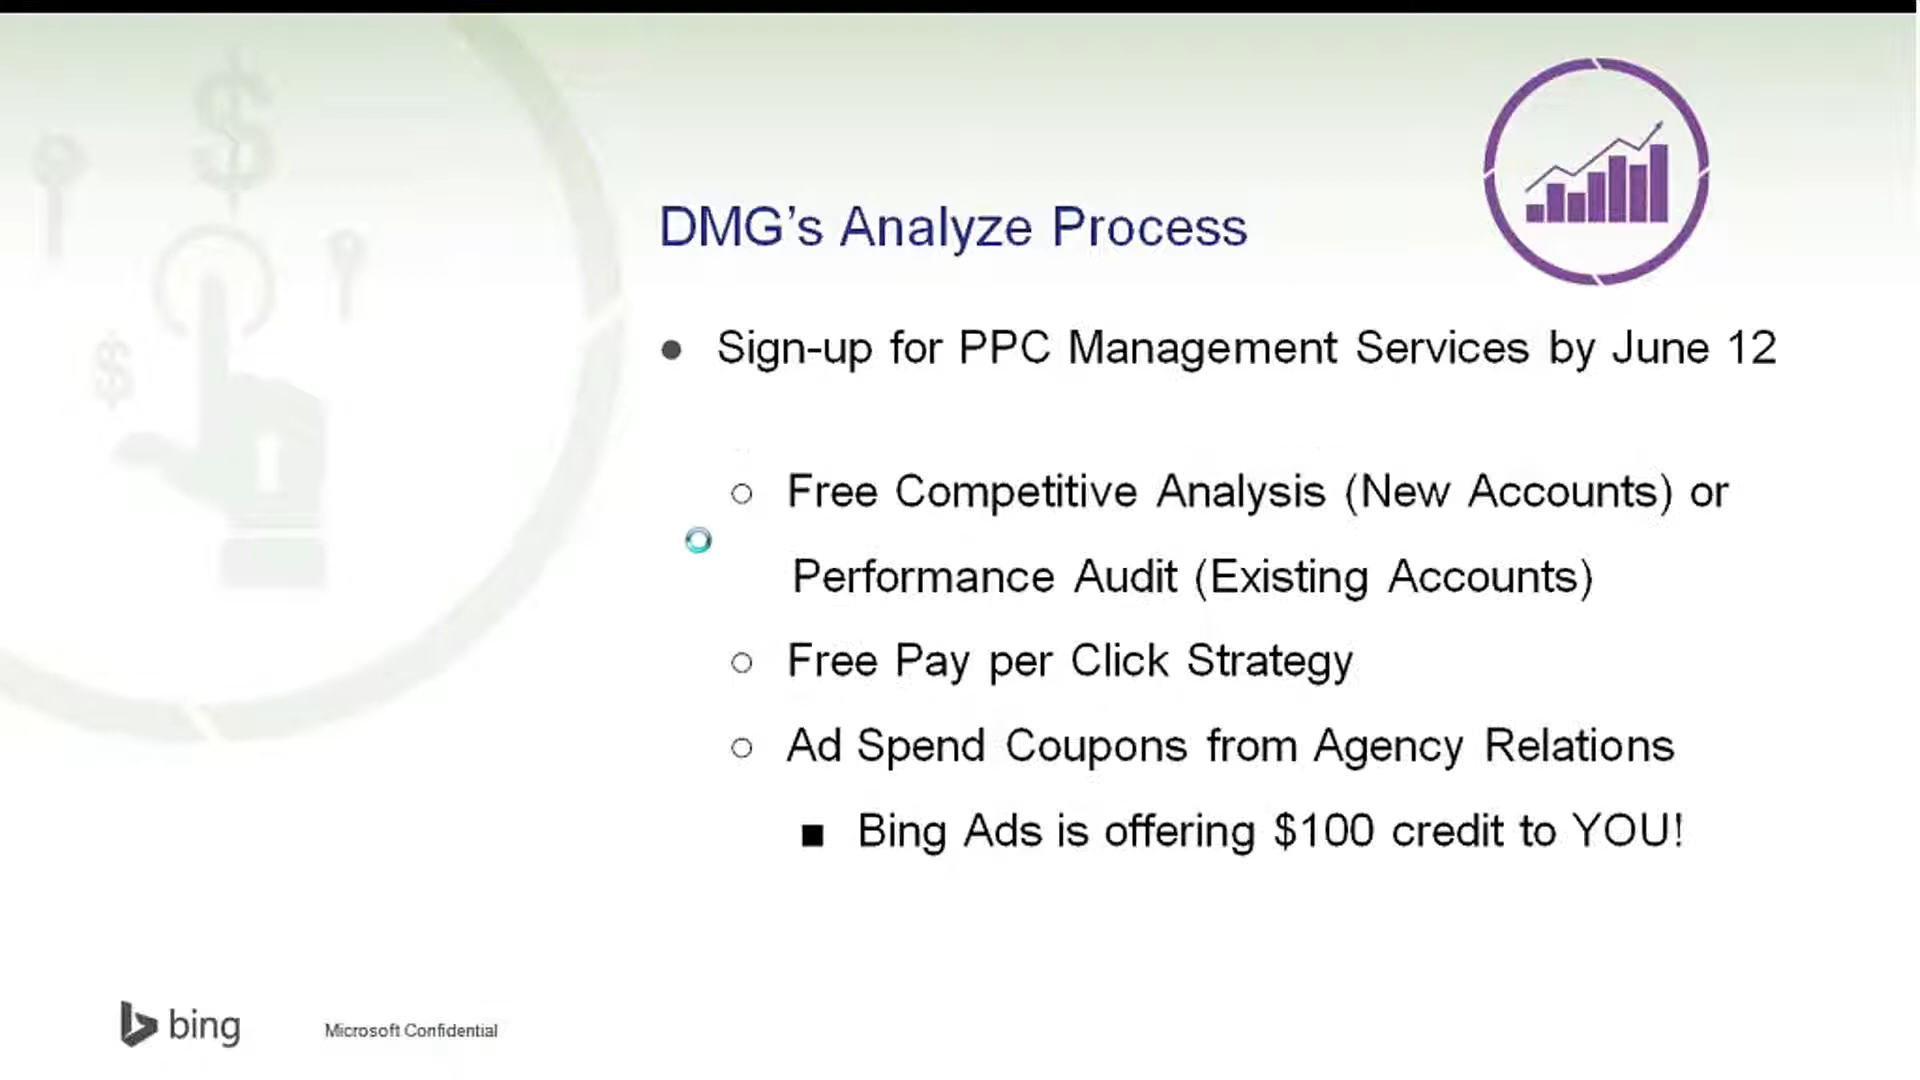 DMG’s Analyze Process
● Sign-up for PPC Management Services by June 12
○ Free Competitive Analysis (New Accounts) or
Performance Audit (Existing Accounts)
○ Free Pay per Click Strategy
○ Ad Spend Coupons from Agency Relations
■ Bing Ads is offering $100 credit to YOU!
bing
Microsoft Confidential